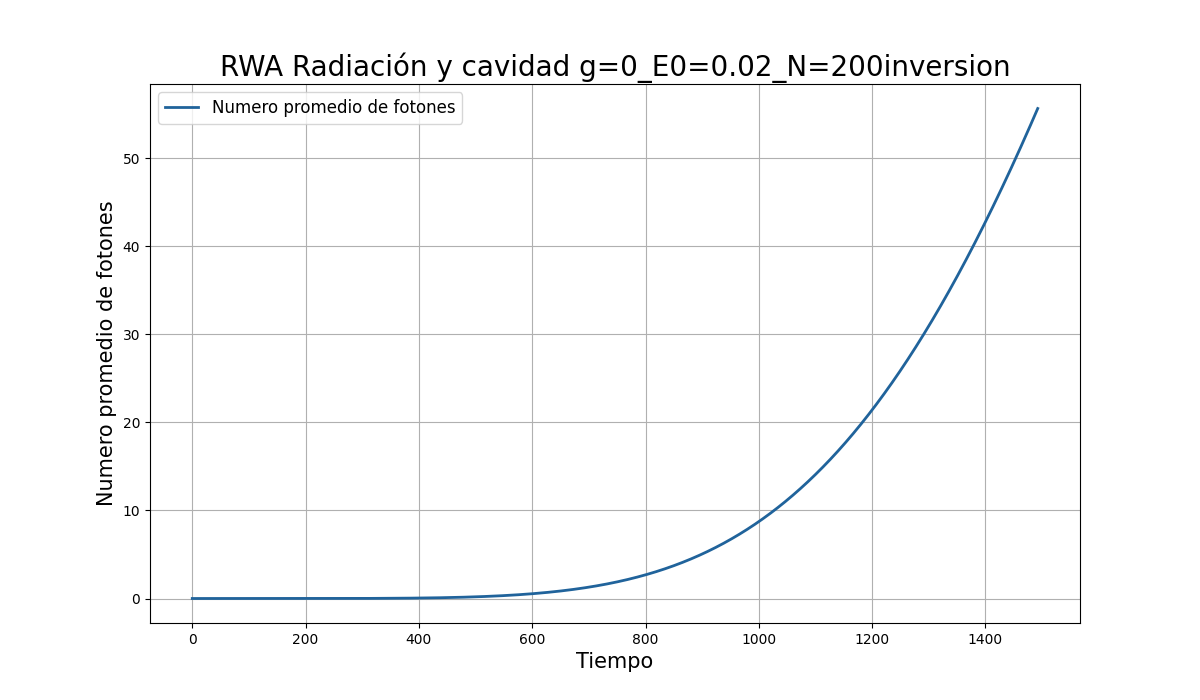 RWA Radiación y cavidad g=0_E0=0.02_N=200inversion
Numero promedio de fotones
Numero promedio de fotones
50
40
30
20
10
0
0 200 400 600 800 1000 1200 1400
Tiempo